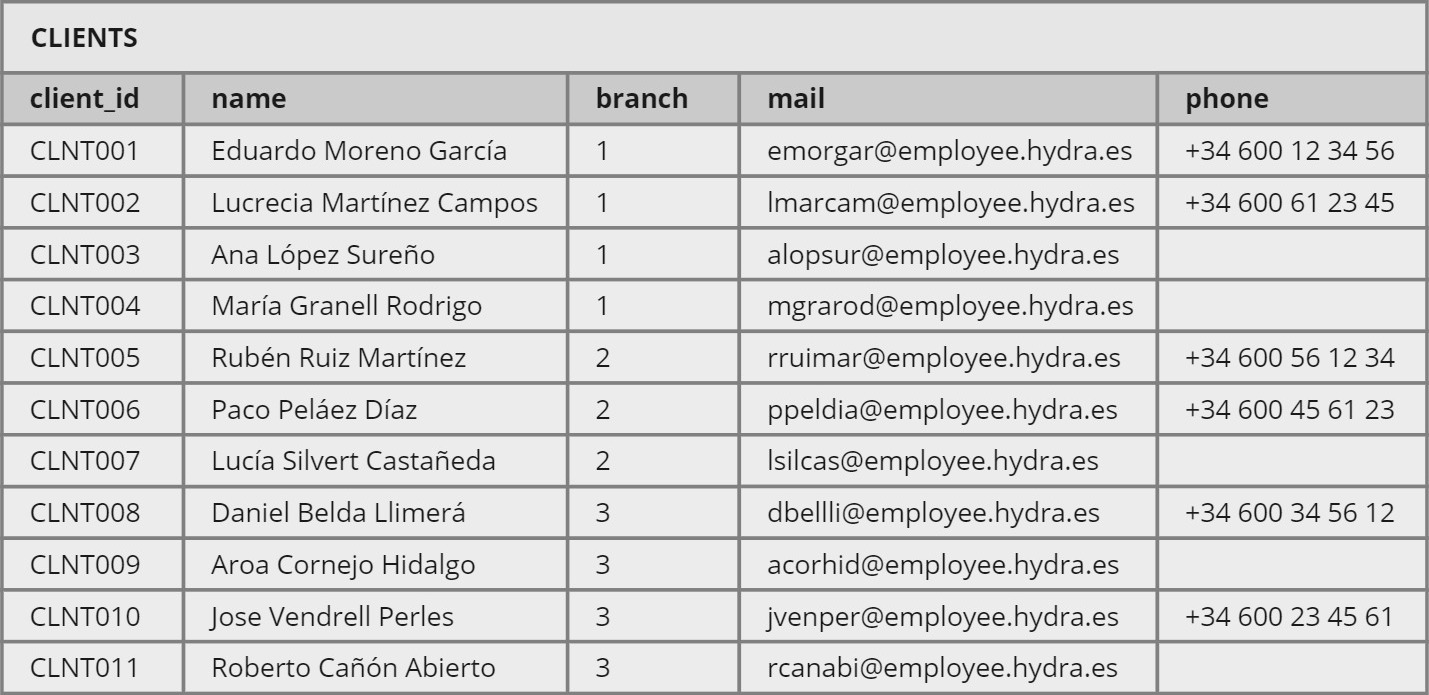 CLIENTS
client_id name branch mail phone
CLNT001 Eduardo Moreno García 1 emorgar@employee.hydra.es +34 600 12 34 56
CLNT002 Lucrecia Martínez Campos 1 lmarcam@employee.hydra.es +34 600 61 23 45
CLNT003 Ana López Sureño 1 alopsur@employee.hydra.es
CLNT004 María Granell Rodrigo 1 mgrarod@employee.hydra.es
CLNT005 Rubén Ruiz Martínez 2 rruimar@employee.hydra.es +34 600 56 12 34
CLNT006 Paco Peláez Díaz 2 ppeldia@employee.hydra.es +34 600 45 61 23
CLNT007 Lucía Silvert Castañeda 2 lsilcas@employee.hydra.es
CLNT008 Daniel Belda Llimerá 3 dbellli@employee.hydra.es +34 600 34 56 12
CLNT009 Aroa Cornejo Hidalgo 3 acorhid@employee.hydra.es
CLNT010 Jose Vendrell Perles 3 jvenper@employee.hydra.es +34 600 23 45 61
CLNT011 Roberto Cañón Abierto 3 rcanabi@employee.hydra.es